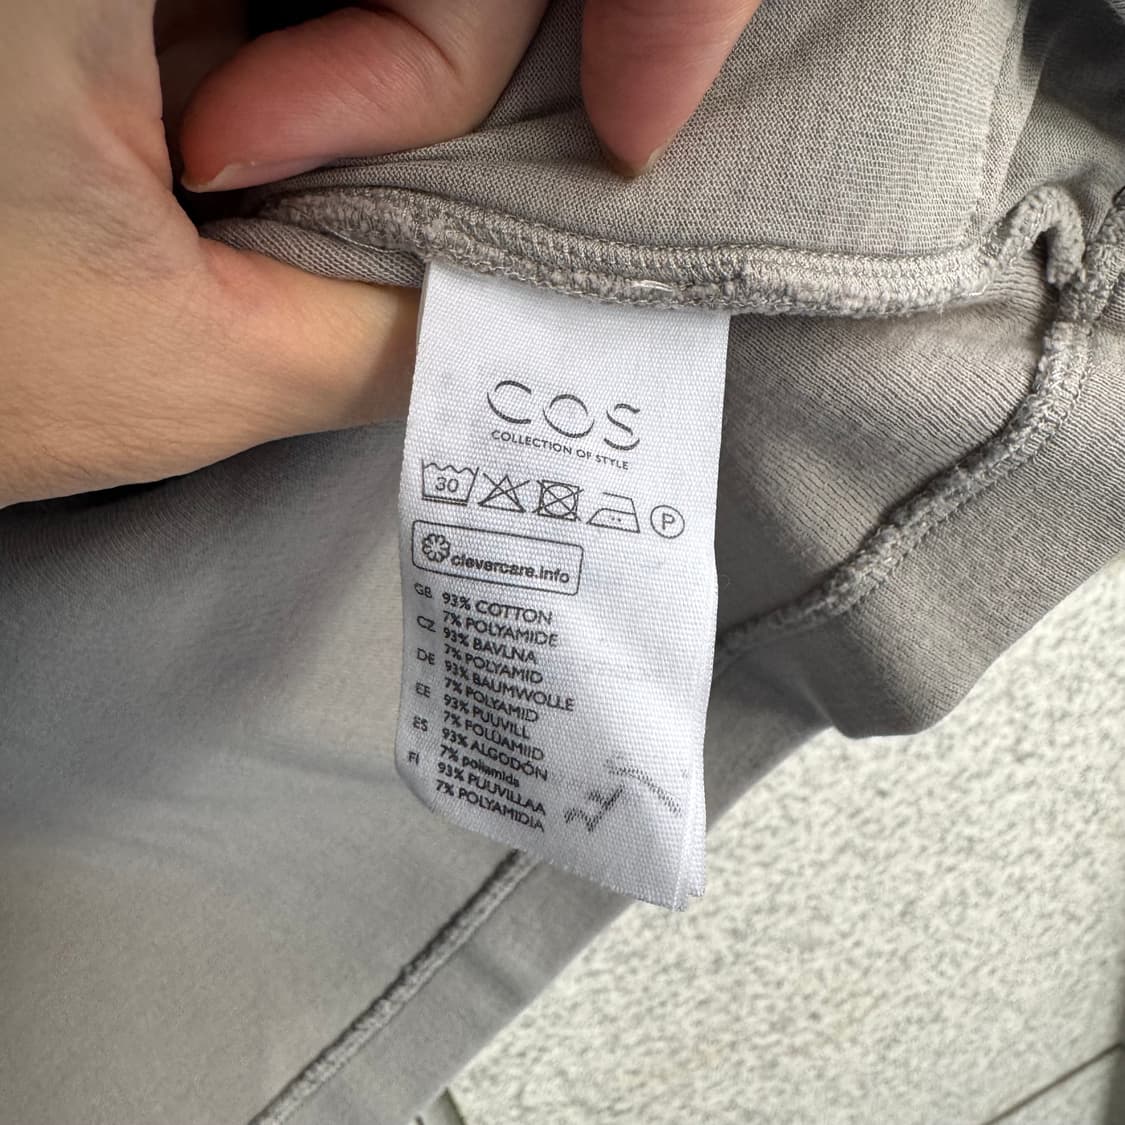 COS
COLLECTION OF STYLE
30
P
clevercare.info
GB 93% COTTON
7% POLYAMIDE
CZ 93% BAVLNA
7% POLYAMID
DE 93% BAUMWOLLE
7% POLYAMID
EE 93% PUUVILL
7% POLÜAMIID
ES 93% ALGODÓN
7% poliamida
FI 93% PUUVILLAA
7% POLYAMIDIA